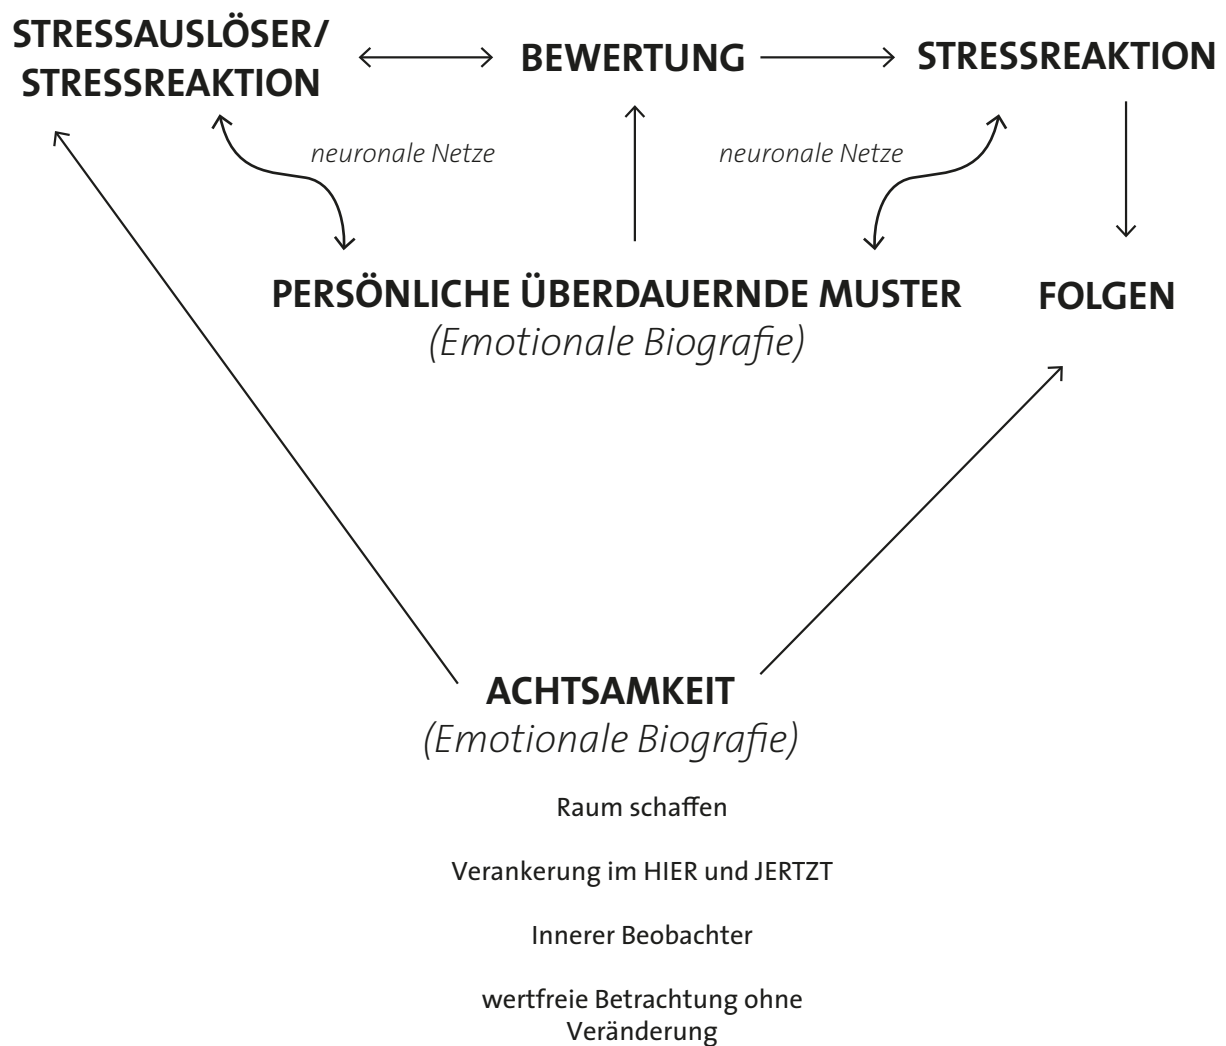 STRESSAUSLÖSER/
STRESSREAKTION
BEWERTUNG
STRESSREAKTION
neuronale Netze
neuronale Netze
PERSÖNLICHE ÜBERDAUERNDE MUSTER
(Emotionale Biografie)
FOLGEN
ACHTSAMKEIT
(Emotionale Biografie)
Raum schaffen
Verankerung im HIER und JERTZT
Innerer Beobachter
wertfreie Betrachtung ohne
Veränderung